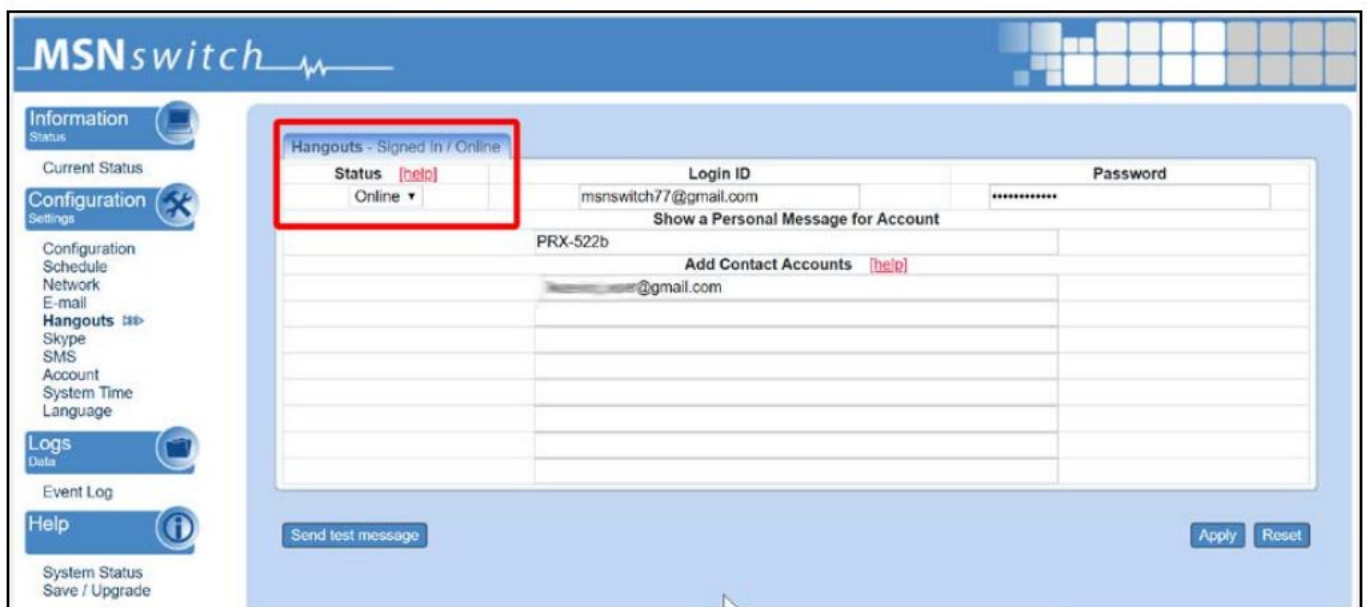 MSNswitch
Information
Status
Current Status
Configuration
Settings
Configuration
Schedule
Network
E-mail
Hangouts
Skype
SMS
Account
System Time
Language
Logs
Data
Event Log
Help
System Status
Save / Upgrade
Hangouts - Signed In / Online
Status [help] Login ID Password
Online msnswitch77@gmail.com ••••••••••••
Show a Personal Message for Account
PRX-522b
Add Contact Accounts [help]
@gmail.com
Send test message Apply Reset